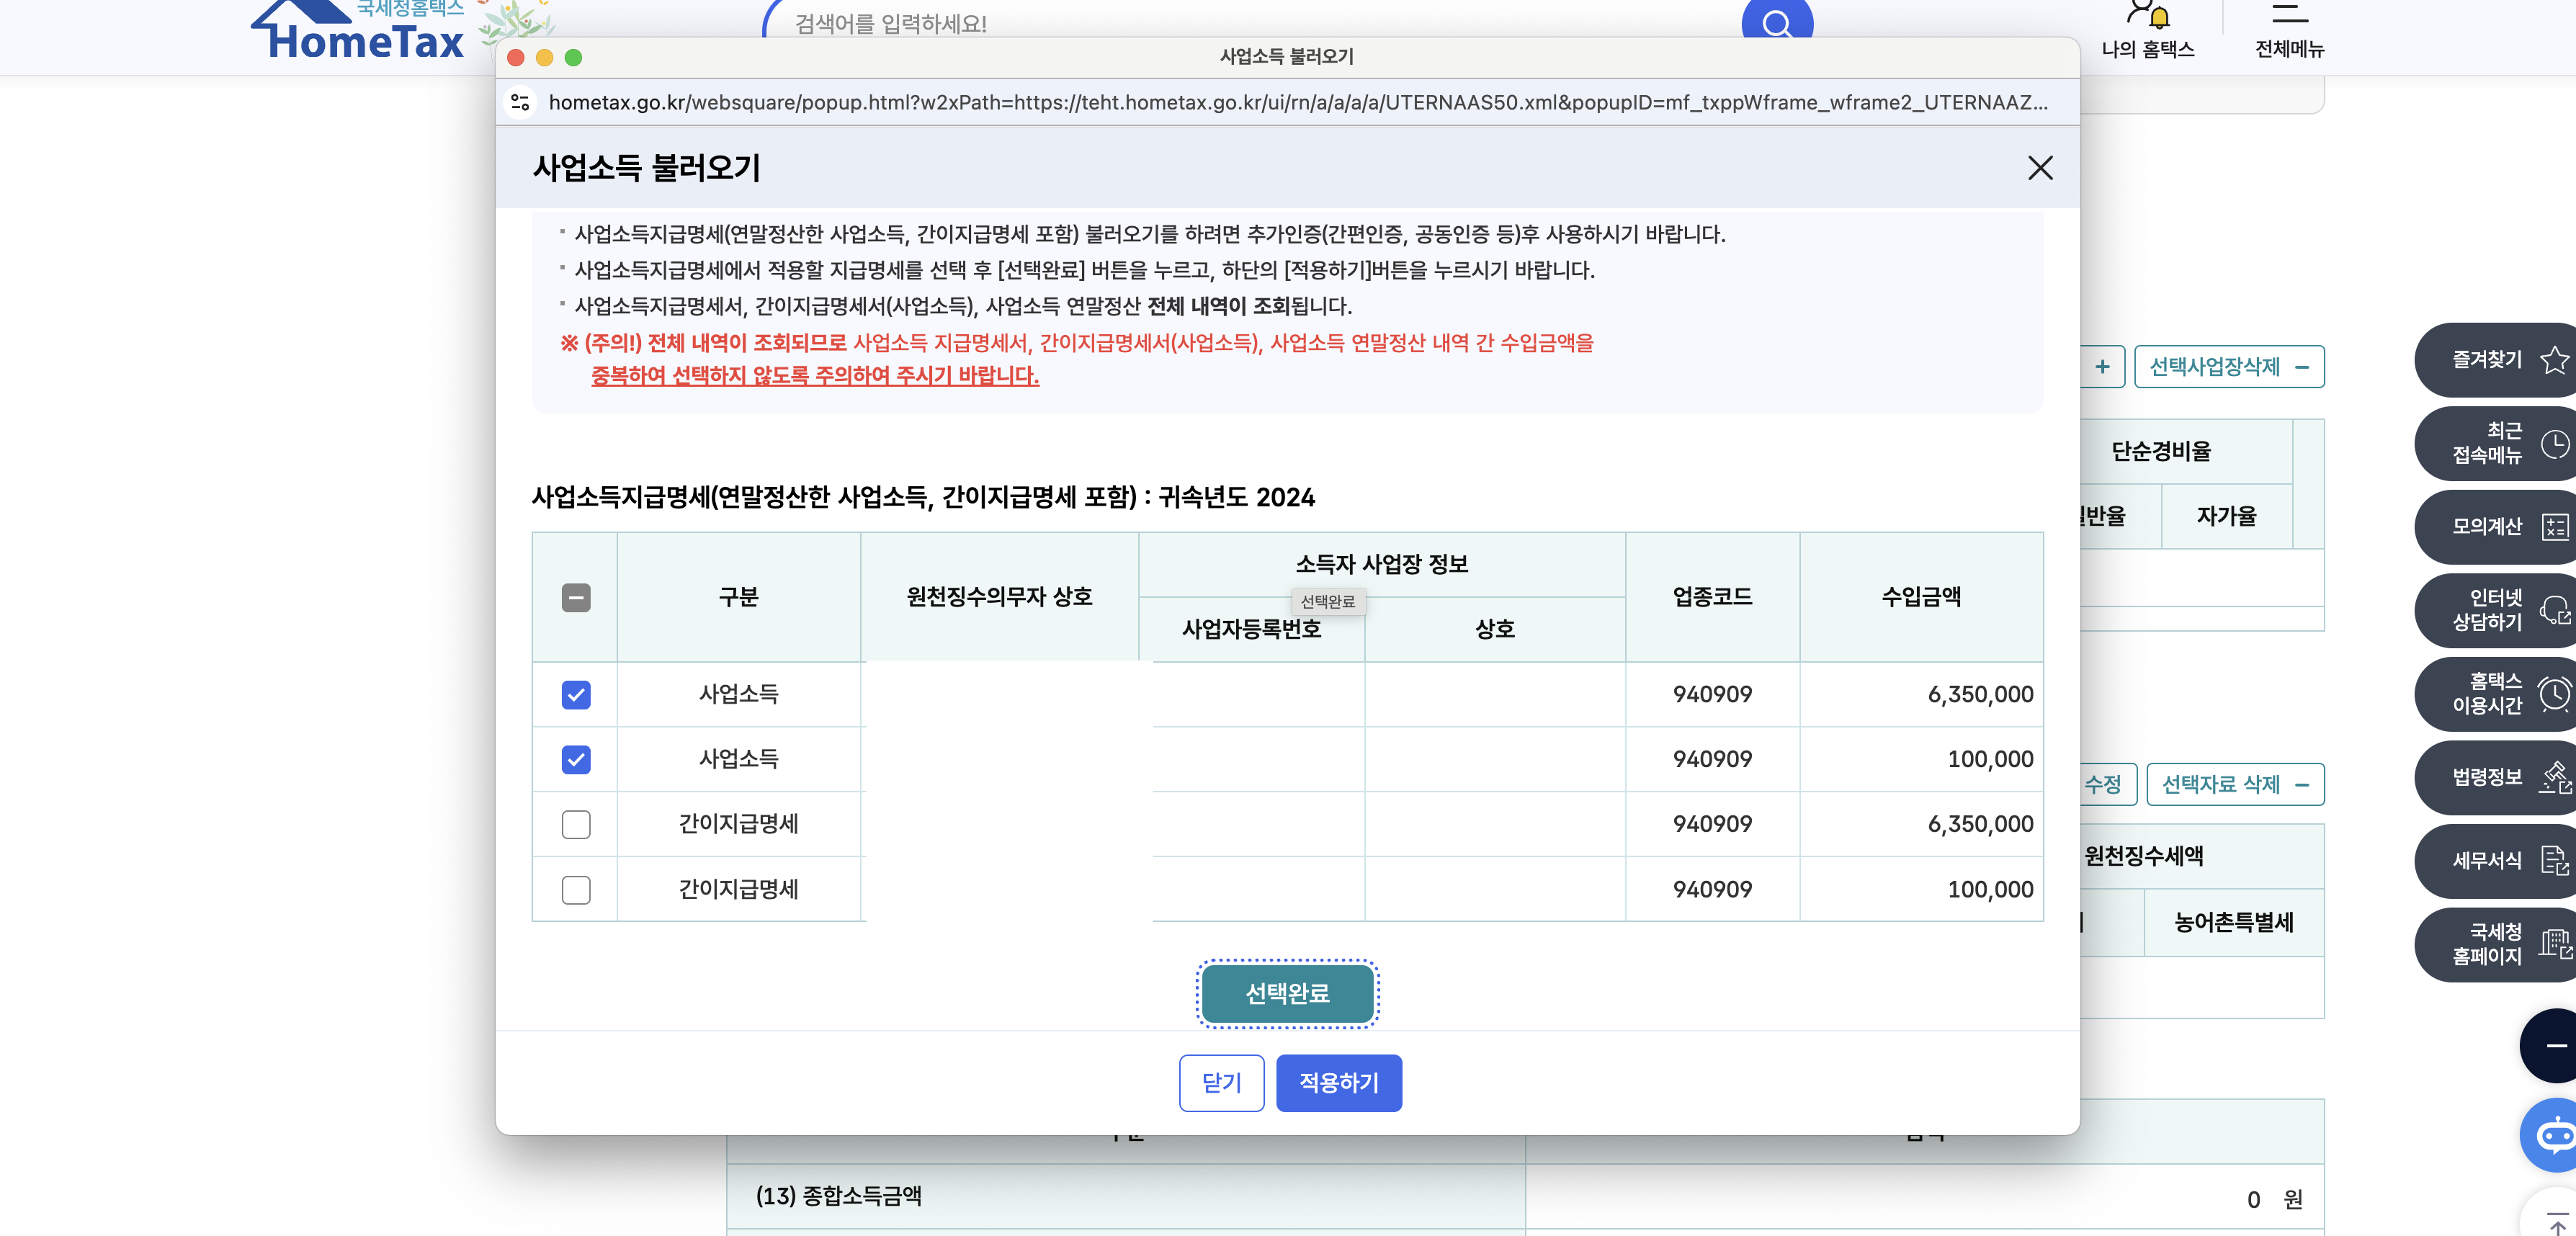 국세청홈택스
HomeTax
검색어를 입력하세요!
나의 홈택스
전체메뉴
사업소득 불러오기
hometax.go.kr/websquare/popup.html?w2xPath=https://teht.hometax.go.kr/ui/rn/a/a/a/a/UTERNAAS50.xml&popupID=mf_txppWframe_wframe2_UTERNAAZ...
사업소득 불러오기
사업소득지급명세(연말정산한 사업소득, 간이지급명세 포함) 불러오기를 하려면 추가인증(간편인증, 공동인증 등)후 사용하시기 바랍니다.
사업소득지급명세에서 적용할 지급명세를 선택 후 [선택완료] 버튼을 누르고, 하단의 [적용하기]버튼을 누르시기 바랍니다.
사업소득지급명세서, 간이지급명세서(사업소득), 사업소득 연말정산 전체 내역이 조회됩니다.
※ (주의!) 전체 내역이 조회되므로 사업소득 지급명세서, 간이지급명세서(사업소득), 사업소득 연말정산 내역 간 수입금액을
중복하여 선택하지 않도록 주의하여 주시기 바랍니다.
사업소득지급명세(연말정산한 사업소득, 간이지급명세 포함) : 귀속년도 2024
구분 원천징수의무자 상호 소득자 사업장 정보 업종코드 수입금액
선택완료
사업자등록번호 상호
사업소득 940909 6,350,000
사업소득 940909 100,000
간이지급명세 940909 6,350,000
간이지급명세 940909 100,000
선택완료
닫기 적용하기
+ 선택사업장삭제 −
단순경비율
일반율 자가율
수정 선택자료 삭제 −
원천징수세액
농어촌특별세
(13) 종합소득금액 0 원
즐겨찾기
최근
접속메뉴
모의계산
인터넷
상담하기
홈택스
이용시간
법령정보
세무서식
국세청
홈페이지